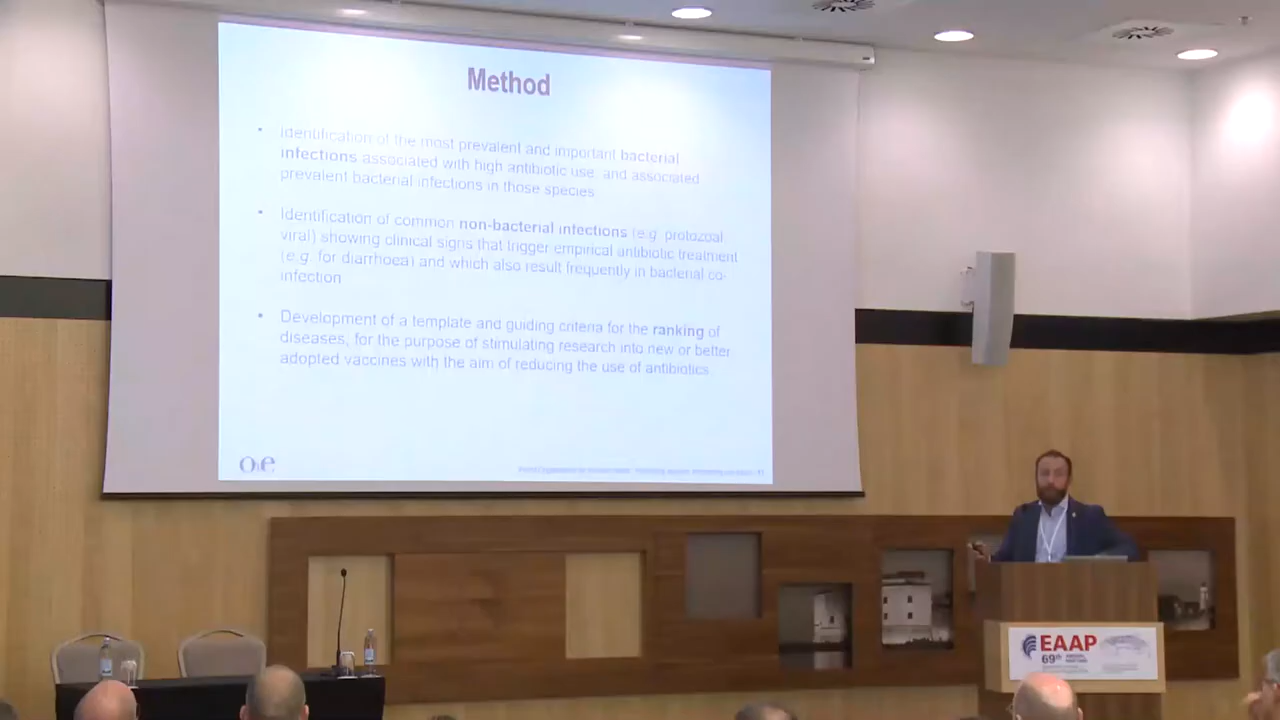 Method
• Identification of the most prevalent and important bacterial
infections associated with high antibiotic use, and associated
prevalent bacterial infections in those species
• Identification of common non-bacterial infections (e.g. protozoal,
viral) showing clinical signs that trigger empirical antibiotic treatment
(e.g. for diarrhoea) and which also result frequently in bacterial co-
infection
• Development of a template and guiding criteria for the ranking of
diseases, for the purpose of stimulating research into new or better
adopted vaccines with the aim of reducing the use of antibiotics
oie
EAAP
69th